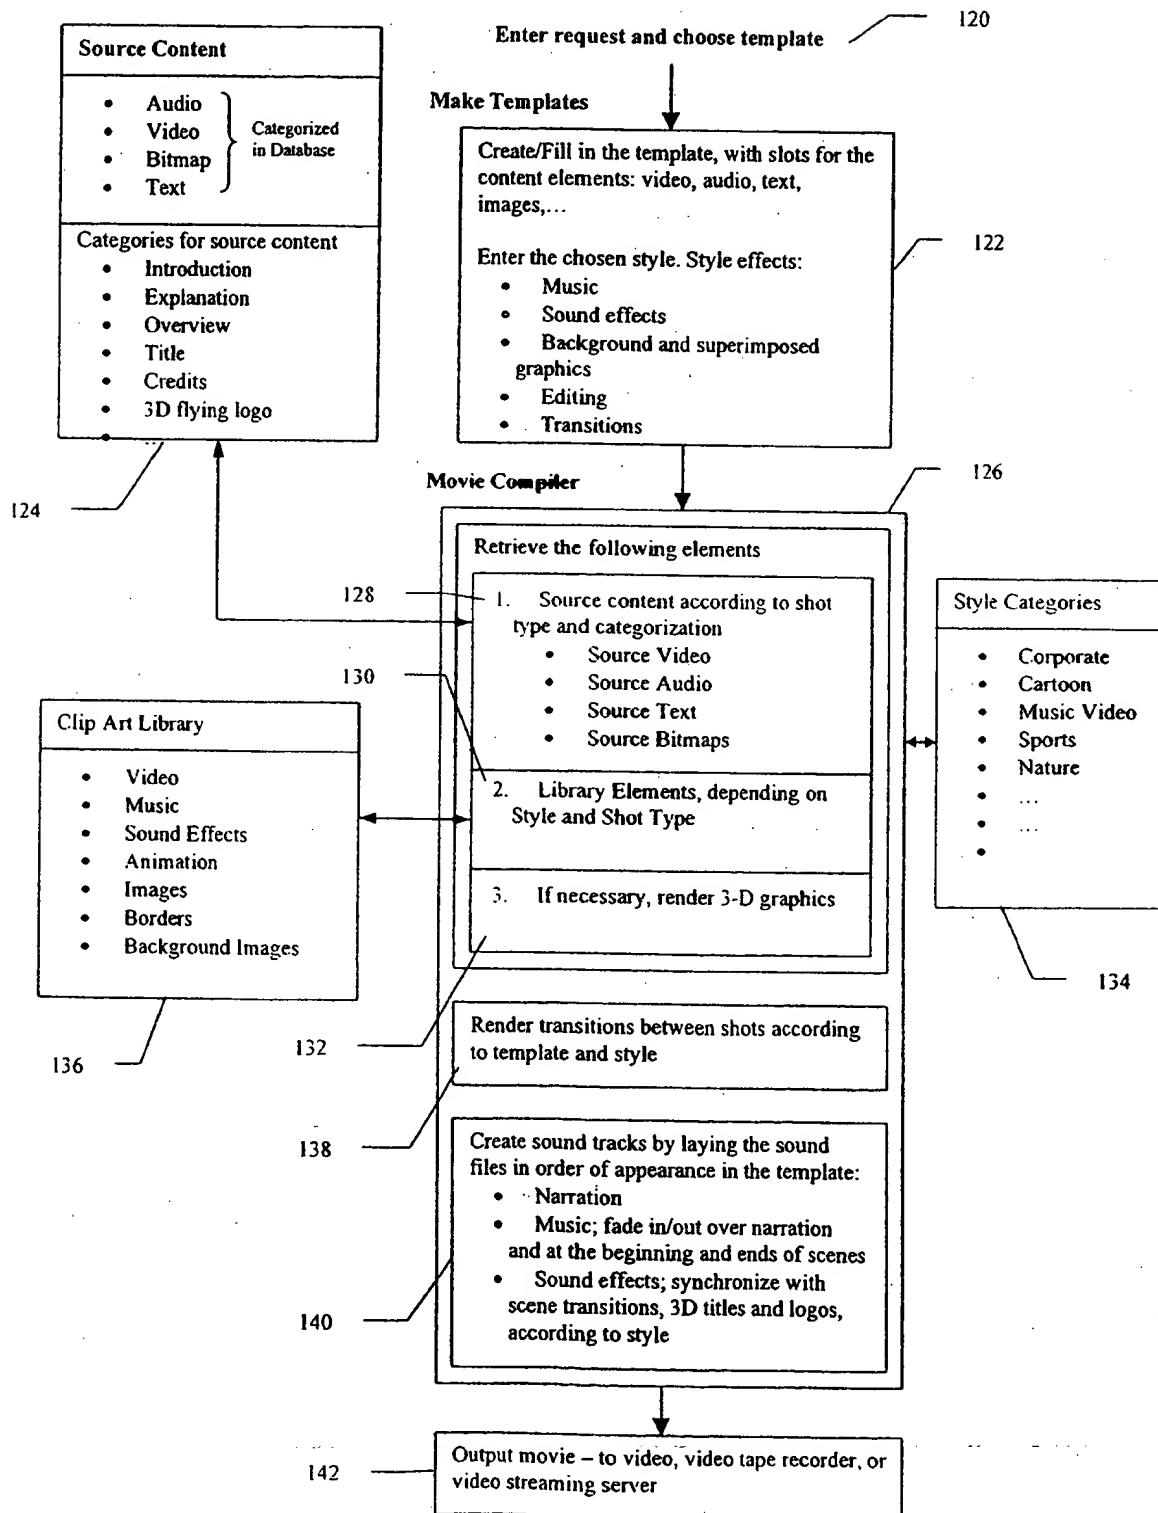 120
Enter request and choose template
Source Content
• Audio
• Video
• Bitmap
• Text
Categorized
in Database
Categories for source content
• Introduction
• Explanation
• Overview
• Title
• Credits
• 3D flying logo
• ...
124
Make Templates
Create/Fill in the template, with slots for the
content elements: video, audio, text,
images,...
Enter the chosen style. Style effects:
• Music
• Sound effects
• Background and superimposed
graphics
• Editing
• Transitions
122
Movie Compiler
126
Retrieve the following elements
128
1. Source content according to shot
type and categorization
• Source Video
• Source Audio
• Source Text
• Source Bitmaps
130
2. Library Elements, depending on
Style and Shot Type
3. If necessary, render 3-D graphics
132
Style Categories
• Corporate
• Cartoon
• Music Video
• Sports
• Nature
• ...
• ...
•
134
Clip Art Library
• Video
• Music
• Sound Effects
• Animation
• Images
• Borders
• Background Images
136
Render transitions between shots according
to template and style
138
Create sound tracks by laying the sound
files in order of appearance in the template:
• Narration
• Music; fade in/out over narration
and at the beginning and ends of scenes
• Sound effects; synchronize with
scene transitions, 3D titles and logos,
according to style
140
Output movie – to video, video tape recorder, or
video streaming server
142